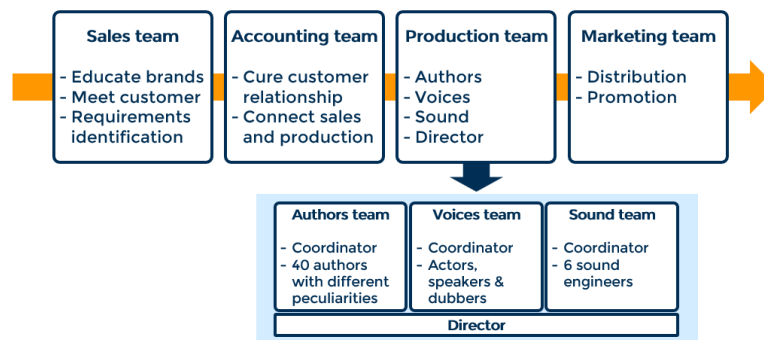 Sales team
- Educate brands
- Meet customer
- Requirements
identification
Accounting team
- Cure customer
relationship
- Connect sales
and production
Production team
- Authors
- Voices
- Sound
- Director
Marketing team
- Distribution
- Promotion
Authors team
- Coordinator
- 40 authors
with different
peculiarities
Voices team
- Coordinator
- Actors,
speakers &
dubbers
Sound team
- Coordinator
- 6 sound
engineers
Director